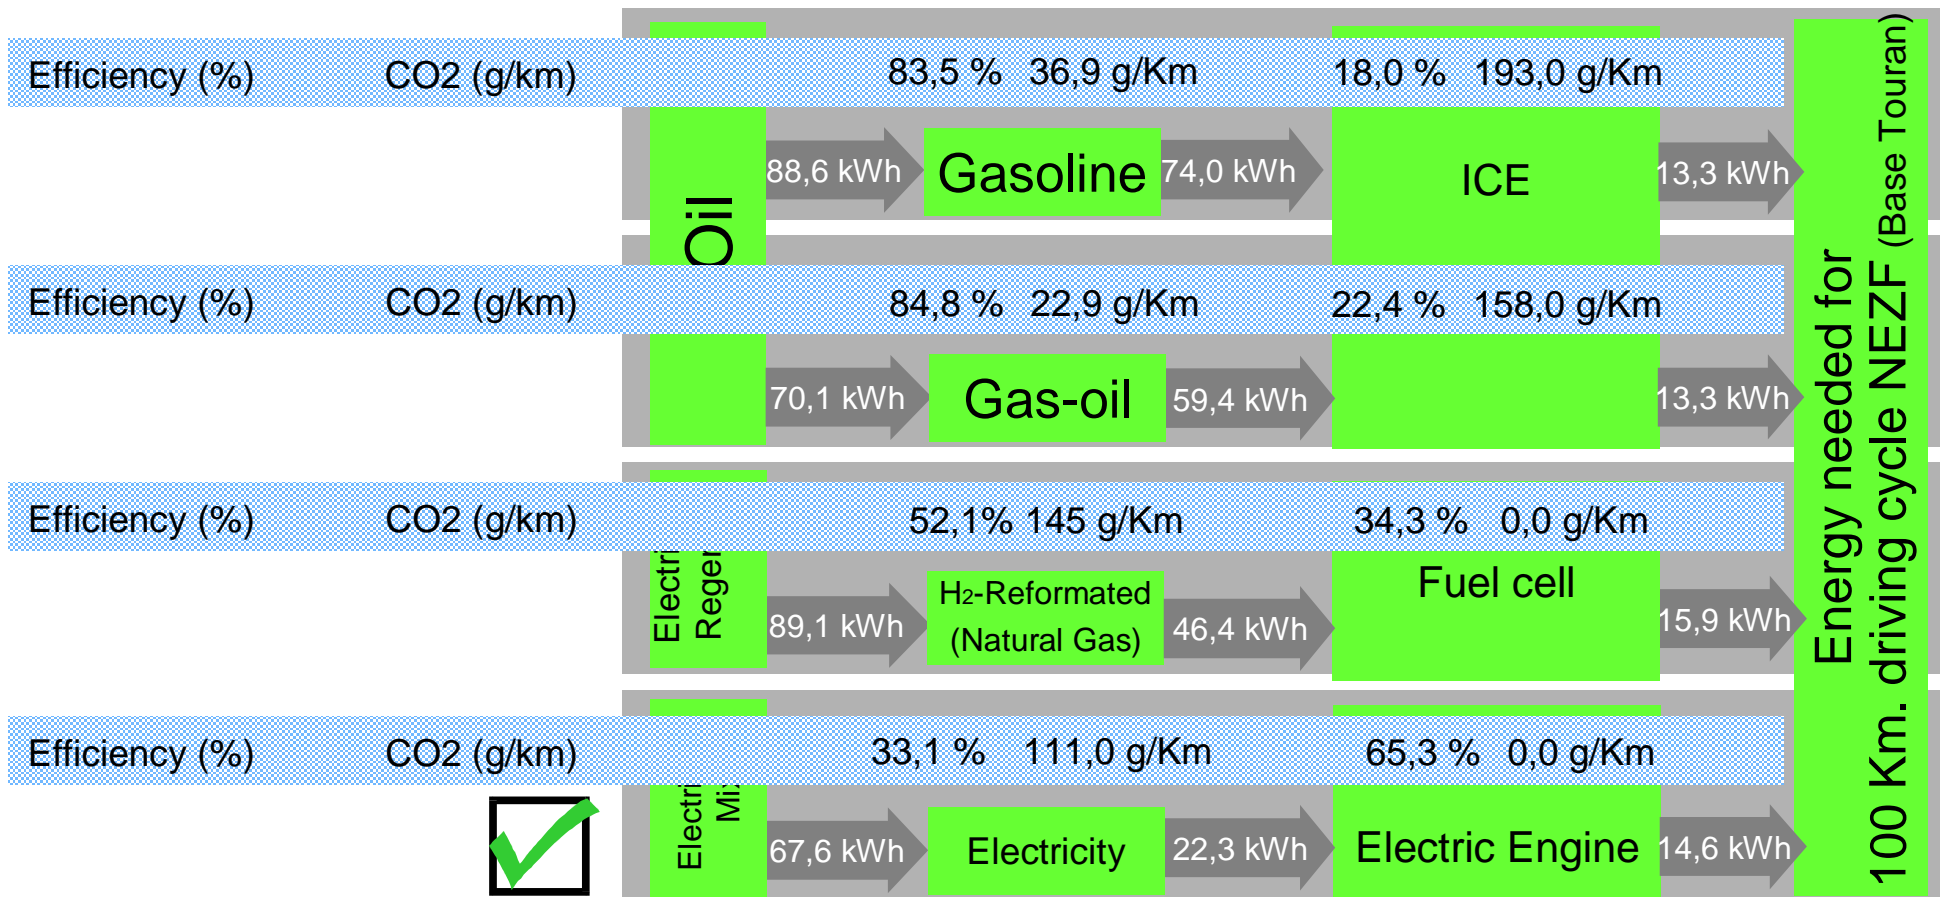 Efficiency (%) CO2 (g/km) 83,5 % 36,9 g/Km 18,0 % 193,0 g/Km
88,6 kWh Gasoline 74,0 kWh ICE 13,3 kWh
Oil
Efficiency (%) CO2 (g/km) 84,8 % 22,9 g/Km 22,4 % 158,0 g/Km
70,1 kWh Gas-oil 59,4 kWh 13,3 kWh
Efficiency (%) CO2 (g/km) 52,1% 145 g/Km 34,3 % 0,0 g/Km
Electri
Reger
89,1 kWh
H2-Reformated
(Natural Gas)
46,4 kWh
Fuel cell
15,9 kWh
Efficiency (%) CO2 (g/km) 33,1 % 111,0 g/Km 65,3 % 0,0 g/Km
Electri
67,6 kWh Electricity 22,3 kWh Electric Engine 14,6 kWh
Energy needed for
100 Km. driving cycle NEZF (Base Touran)